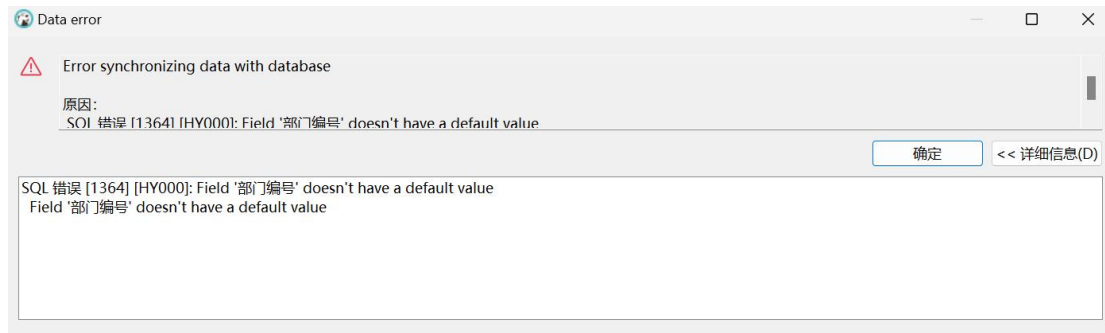 Data error
Error synchronizing data with database
原因：
SQL 错误 [1364] [HY000]: Field '部门编号' doesn't have a default value
确定
<< 详细信息(D)
SQL 错误 [1364] [HY000]: Field '部门编号' doesn't have a default value
Field '部门编号' doesn't have a default value